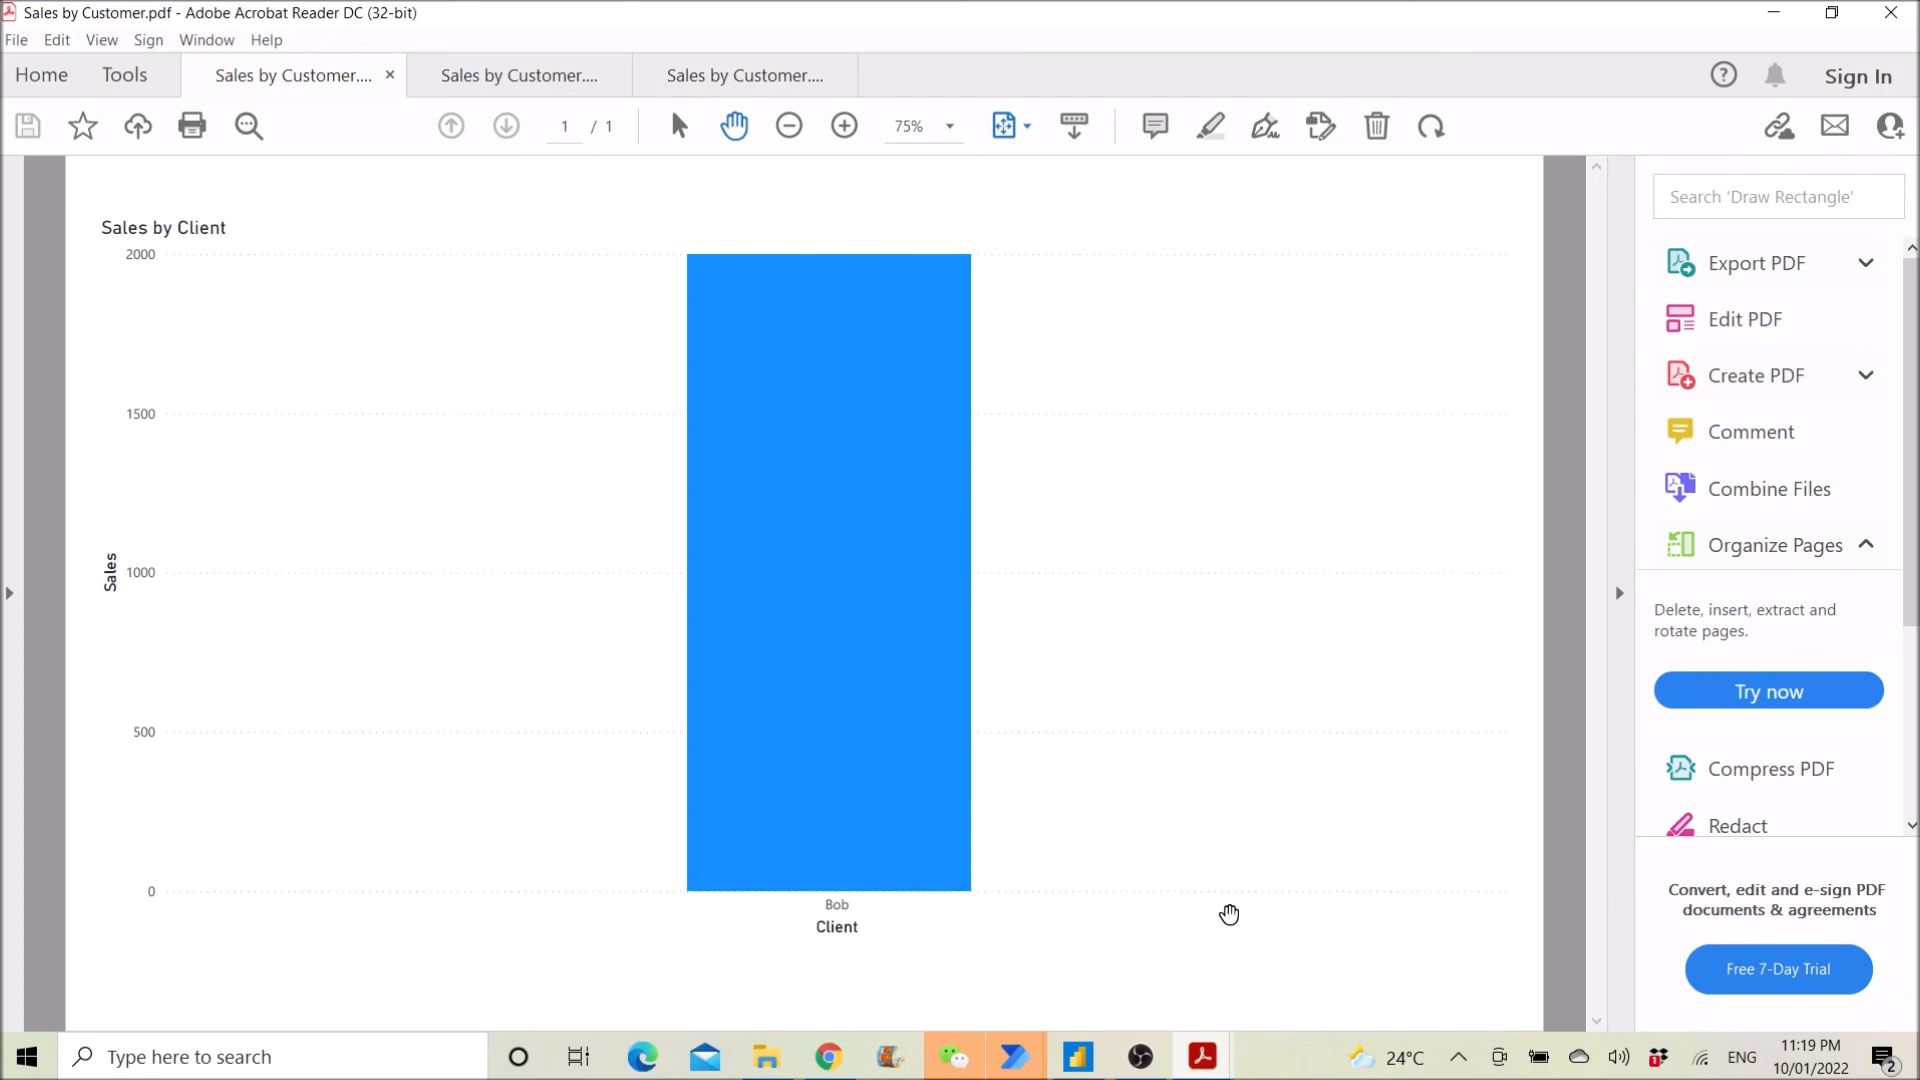 Sales by Customer.pdf - Adobe Acrobat Reader DC (32-bit)
File Edit View Sign Window Help
Home Tools Sales by Customer.... × Sales by Customer.... Sales by Customer.... Sign In
1 / 1 75%
Search 'Draw Rectangle'
Sales by Client
2000
1500
1000
500
0
Sales
Bob
Client
Export PDF
Edit PDF
Create PDF
Comment
Combine Files
Organize Pages
Delete, insert, extract and
rotate pages.
Try now
Compress PDF
Redact
Convert, edit and e-sign PDF
documents & agreements
Free 7-Day Trial
Type here to search
24°C
1
ENG
11:19 PM
10/01/2022
2